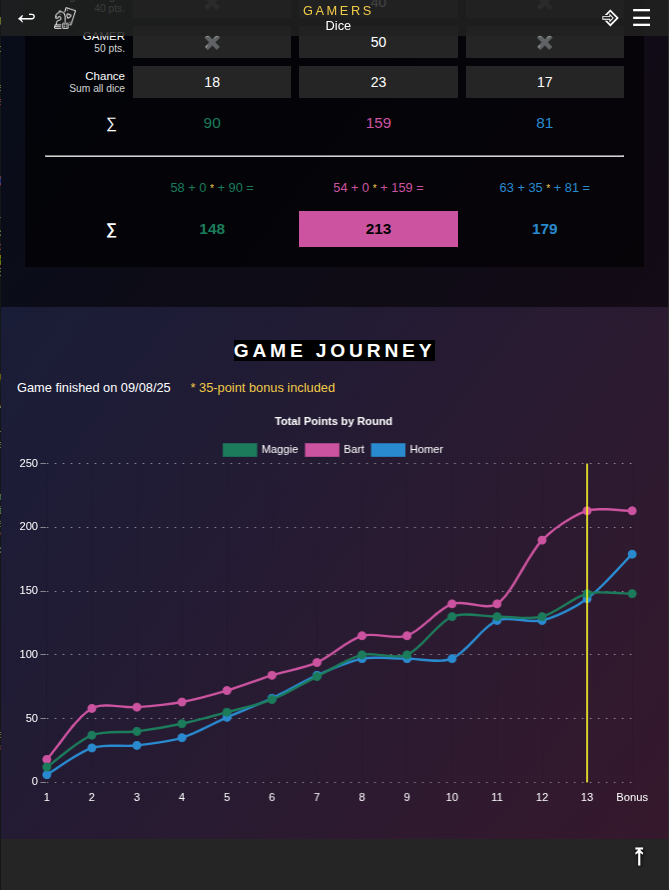 40 pts.
40
GAMERS
Dice
GAMER
50 pts.
50
Chance
Sum all dice
18
23
17
Σ
90
159
81
58 + 0 * + 90 =
54 + 0 * + 159 =
63 + 35 * + 81 =
Σ
148
213
179
GAME JOURNEY
Game finished on 09/08/25
* 35-point bonus included
Total Points by Round
Maggie
Bart
Homer
250
200
150
100
50
0
1
2
3
4
5
6
7
8
9
10
11
12
13
Bonus